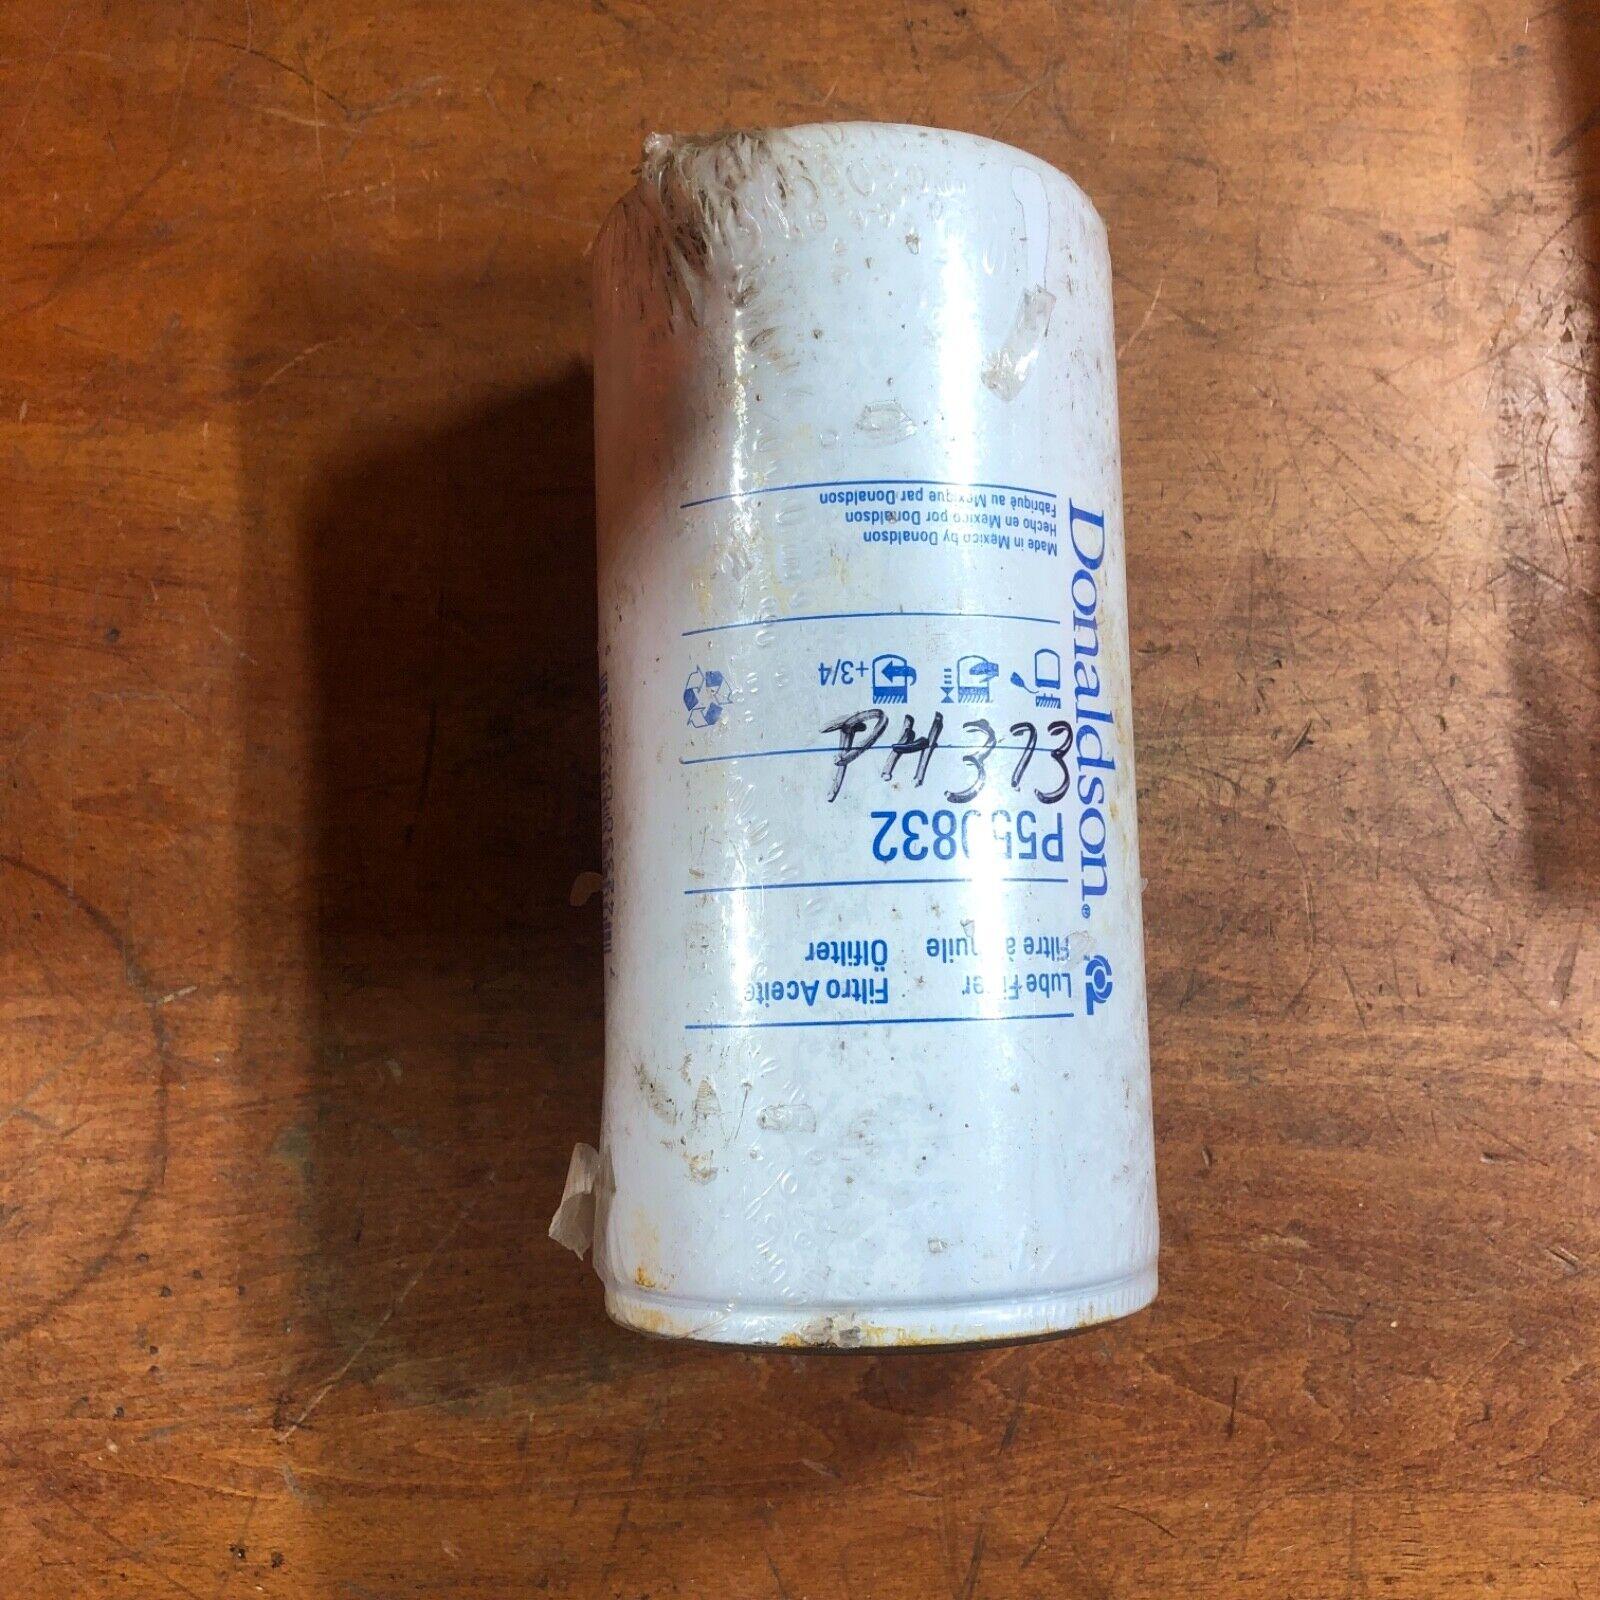 Donaldson®
Lube Filter Filtro Aceite
Filtre à huile Ölfilter
P550832
PH373
+3/4
Made in Mexico by Donaldson
Hecho en Mexico por Donaldson
Fabriqué au Mexique par Donaldson